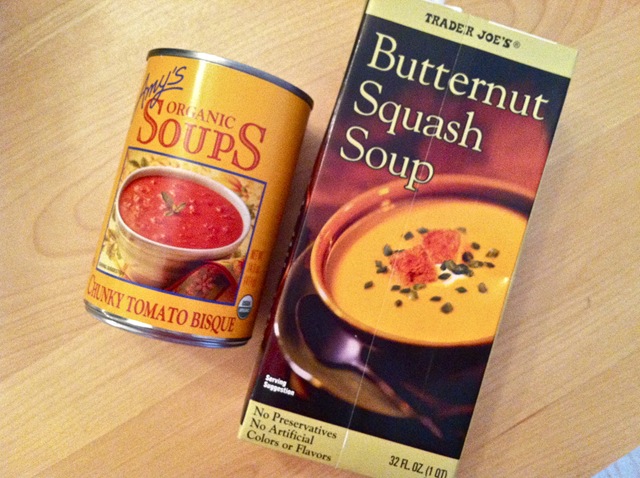 Amy's
ORGANIC
SOUPS
CHUNKY TOMATO BISQUE
TRADER JOE'S®
Butternut
Squash
Soup
Serving
Suggestion
No Preservatives
No Artificial
Colors or Flavors
32 FL. OZ. (1 QT)